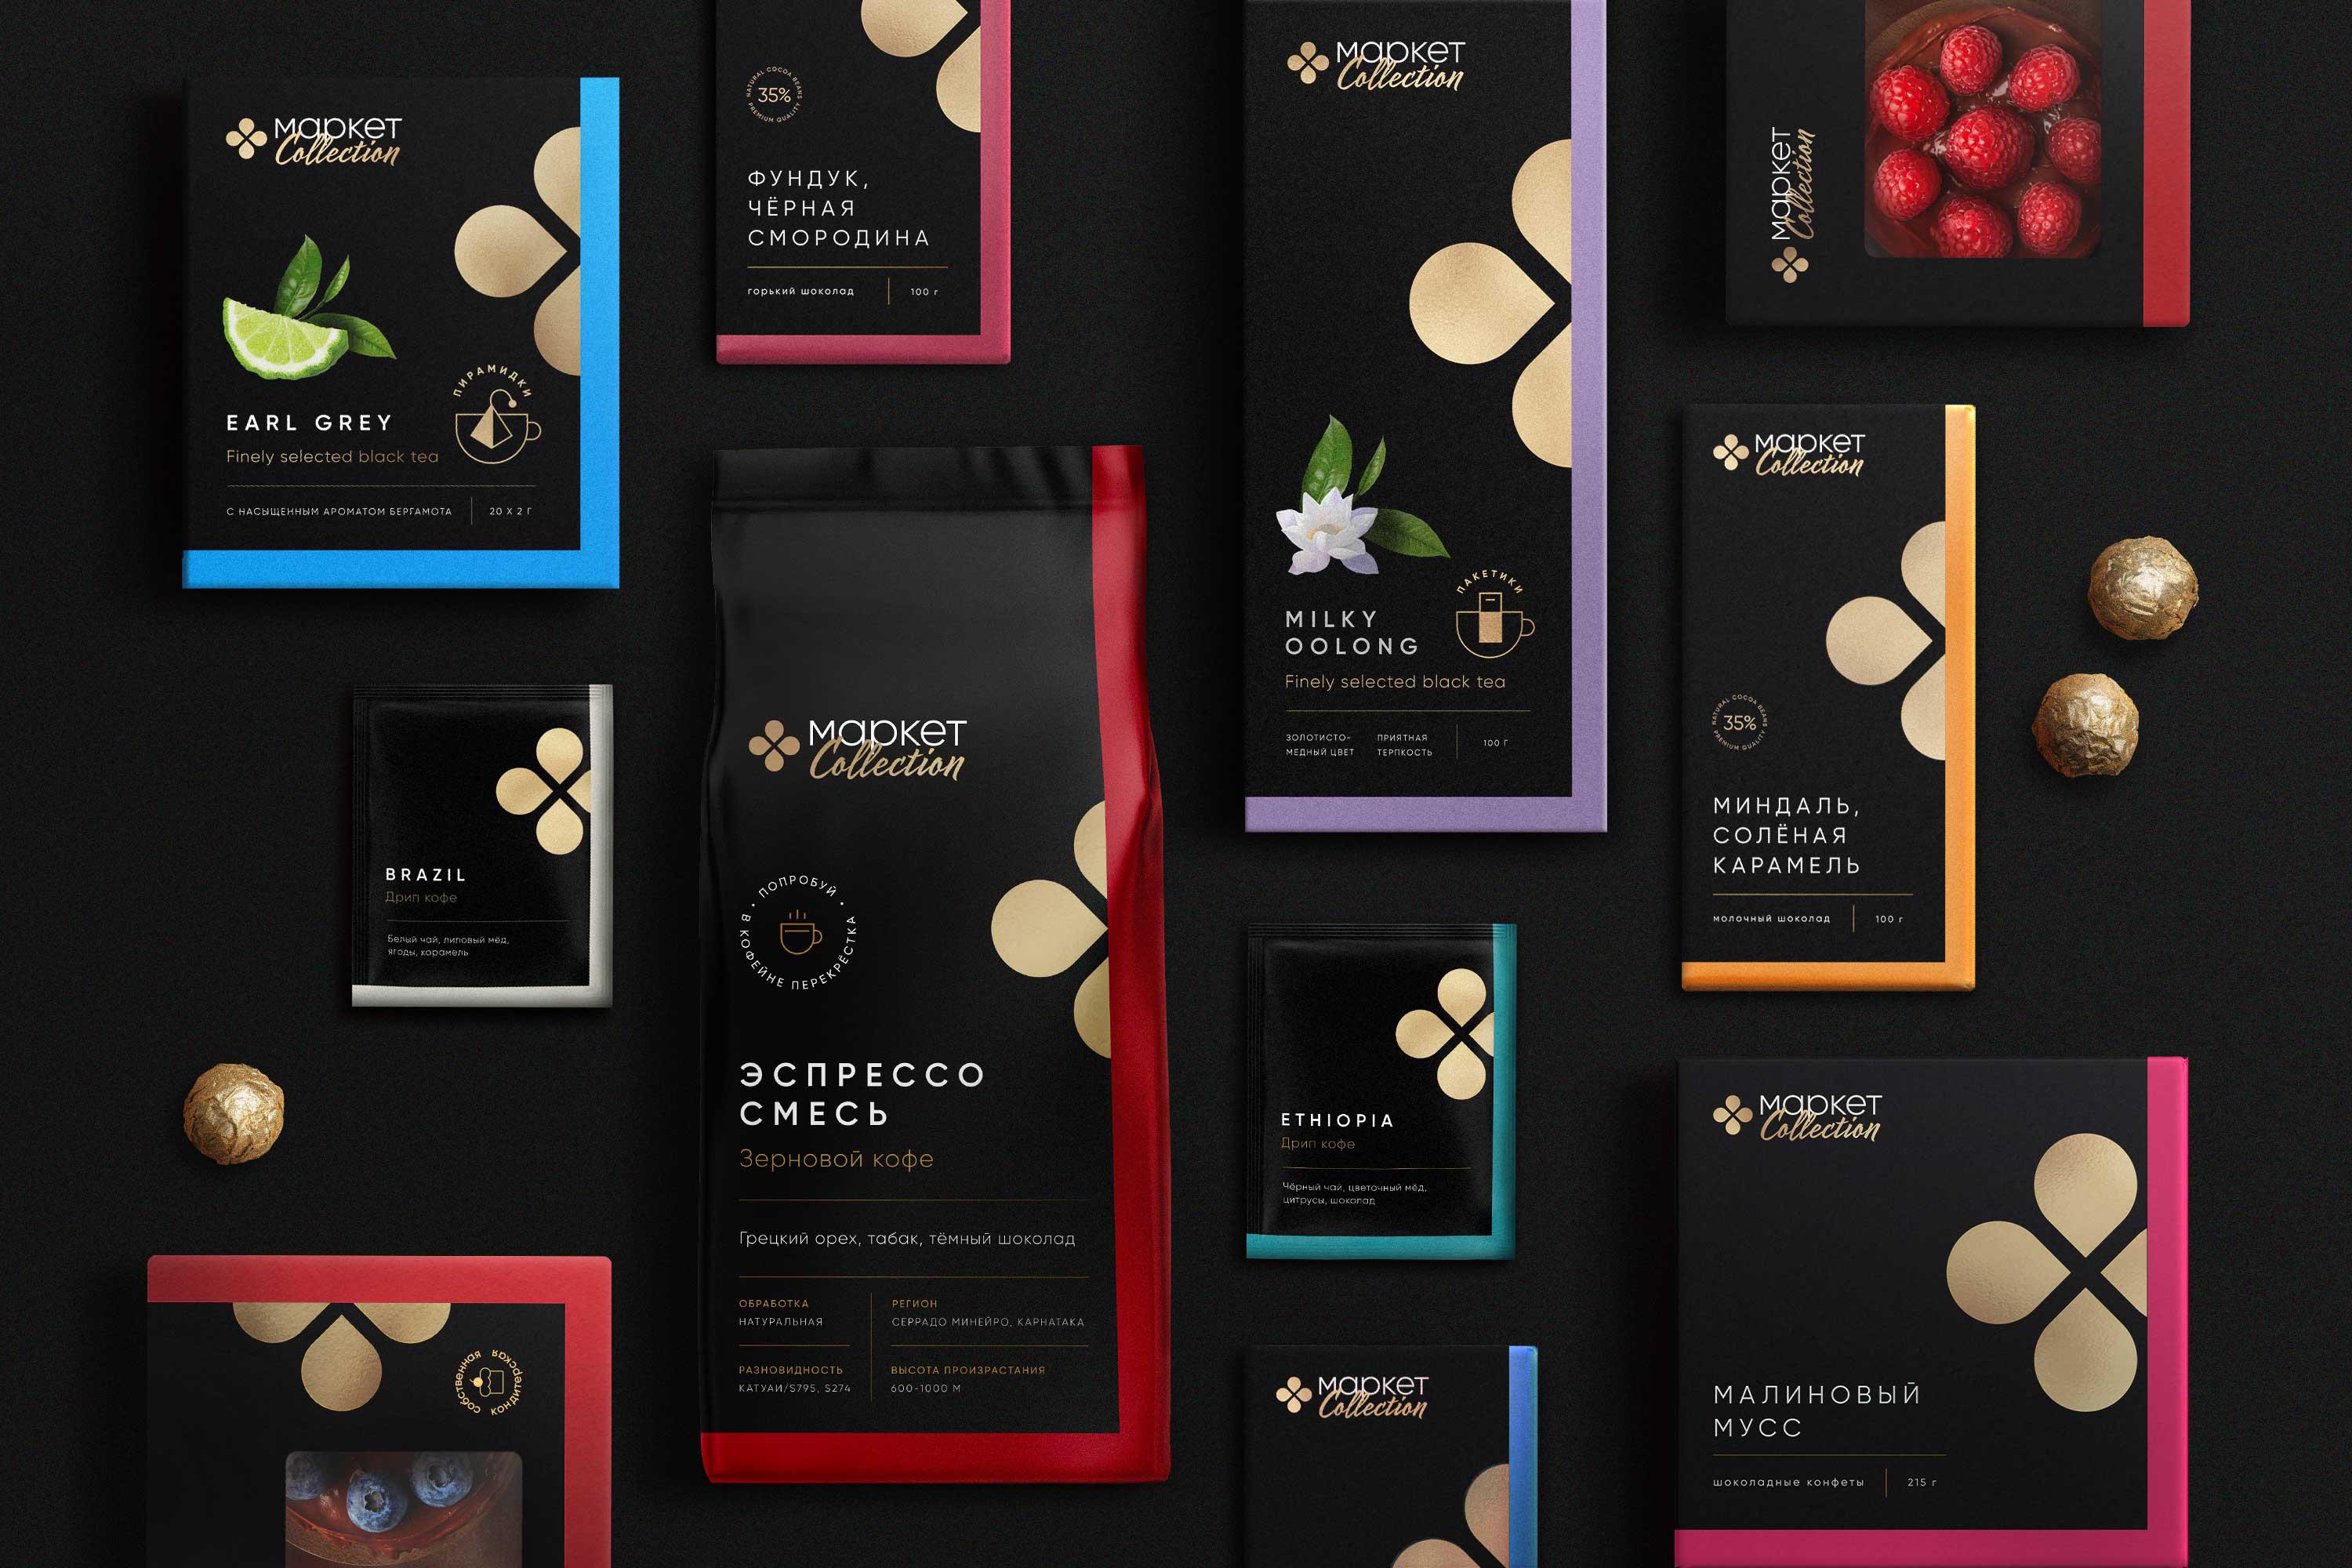 Маркет
Collection
EARL GREY
Finely selected black tea
ПИРАМИДКИ
С НАСЫЩЕННЫМ АРОМАТОМ БЕРГАМОТА
20 X 2 Г
NATURAL COCOA BEANS
35%
PREMIUM QUALITY
ФУНДУК,
ЧЁРНАЯ
СМОРОДИНА
горький шоколад
100 г
Маркет
Collection
MILKY
OOLONG
Finely selected black tea
ПАКЕТИКИ
ЗОЛОТИСТО-
МЕДНЫЙ ЦВЕТ
ПРИЯТНАЯ
ТЕРПКОСТЬ
100 Г
Маркет
Collection
Маркет
Collection
NATURAL COCOA BEANS
35%
PREMIUM QUALITY
МИНДАЛЬ,
СОЛЁНАЯ
КАРАМЕЛЬ
молочный шоколад
100 г
BRAZIL
Дрип кофе
Белый чай, липовый мёд,
ягоды, карамель
Маркет
Collection
ПОПРОБУЙ
В КОФЕЙНЕ ПЕРЕКРЁСТКА
ЭСПРЕССО
СМЕСЬ
Зерновой кофе
Грецкий орех, табак, тёмный шоколад
ОБРАБОТКА
НАТУРАЛЬНАЯ
РЕГИОН
СЕРРАДО МИНЕЙРО, КАРНАТАКА
РАЗНОВИДНОСТЬ
КАТУАИ/S795, S274
ВЫСОТА ПРОИЗРАСТАНИЯ
600-1000 М
ETHIOPIA
Дрип кофе
Чёрный чай, цветочный мёд,
цитрусы, шоколад
Маркет
Collection
МАЛИНОВЫЙ
МУСС
шоколадные конфеты
215 г
собственная кондитерская
Маркет
Collection